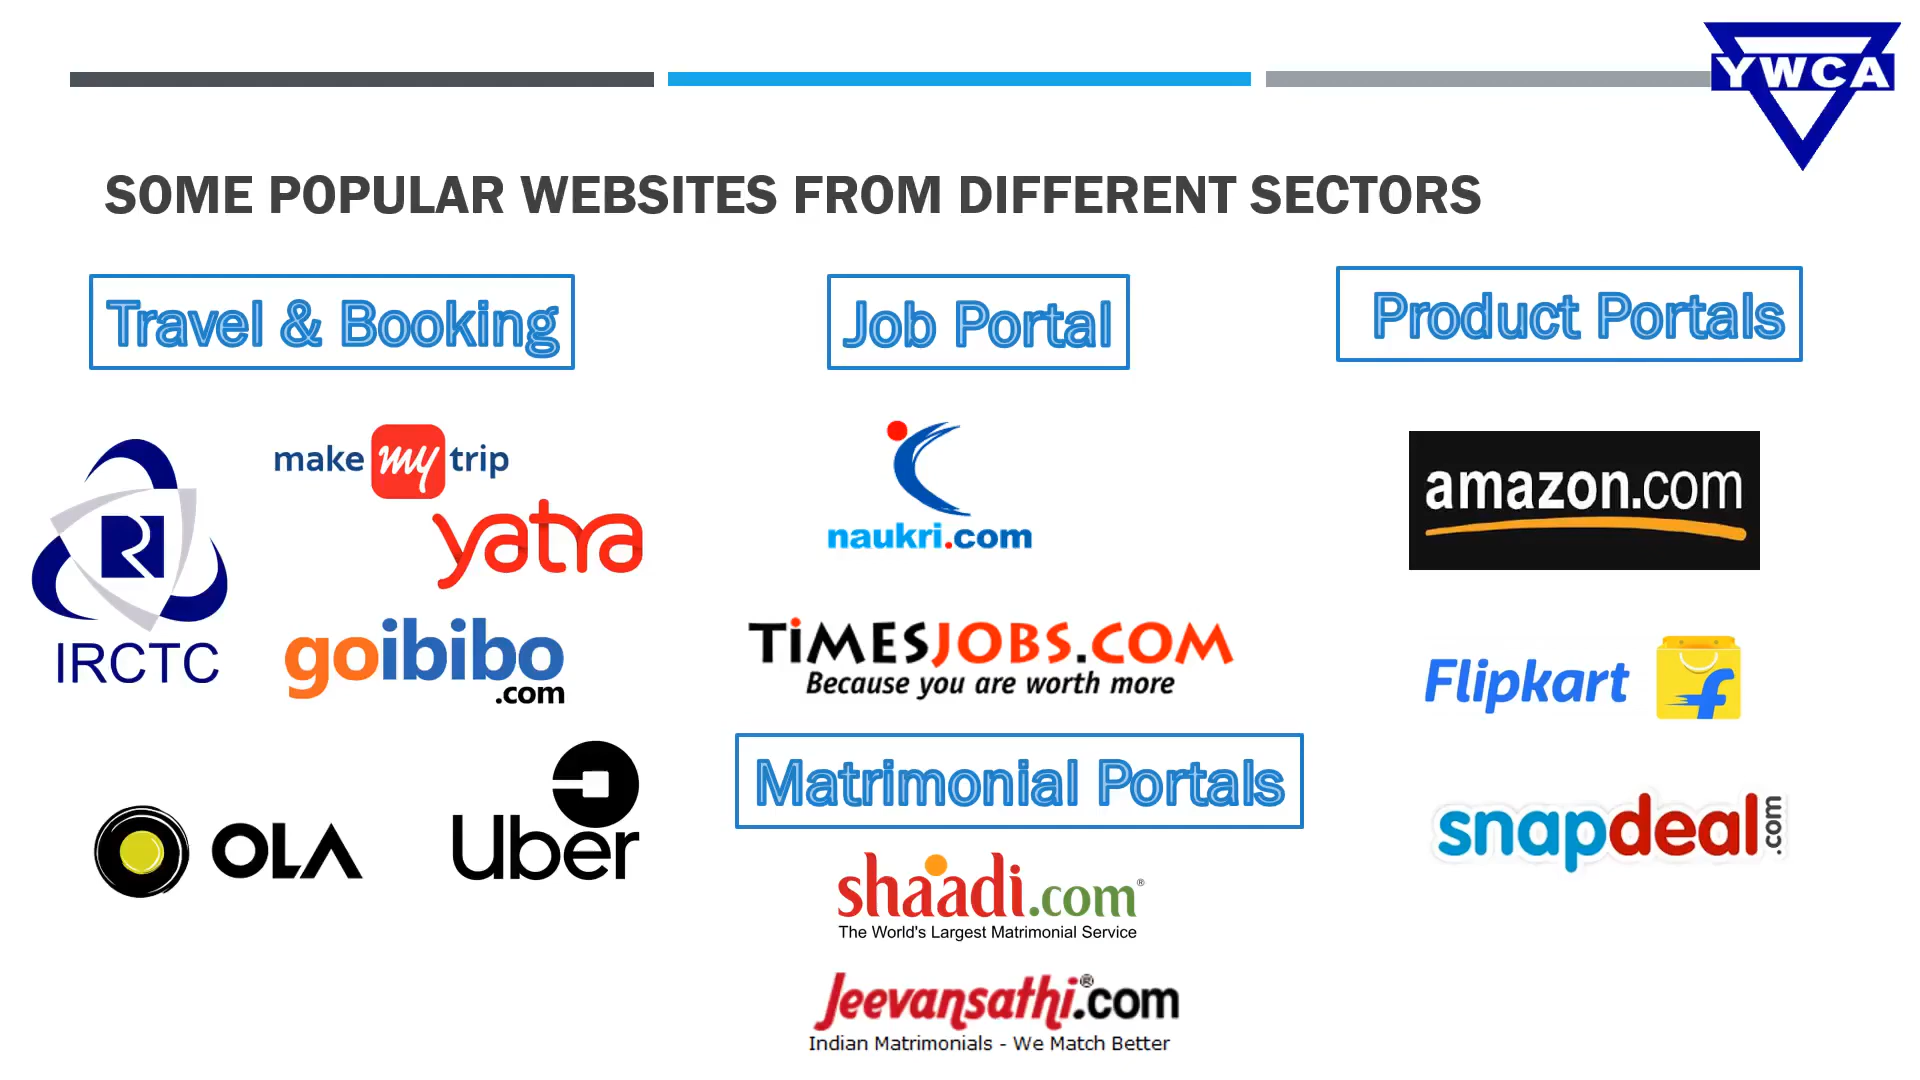 YWCA
SOME POPULAR WEBSITES FROM DIFFERENT SECTORS
Travel & Booking
IRCTC
make my trip
yatra
goibibo
.com
OLA
Uber
Job Portal
naukri.com
TiMESJOBS.COM
Because you are worth more
Matrimonial Portals
shaadi.com®
The World's Largest Matrimonial Service
Jeevansathi®.com
Indian Matrimonials - We Match Better
Product Portals
amazon.com
Flipkart f
snapdeal.com